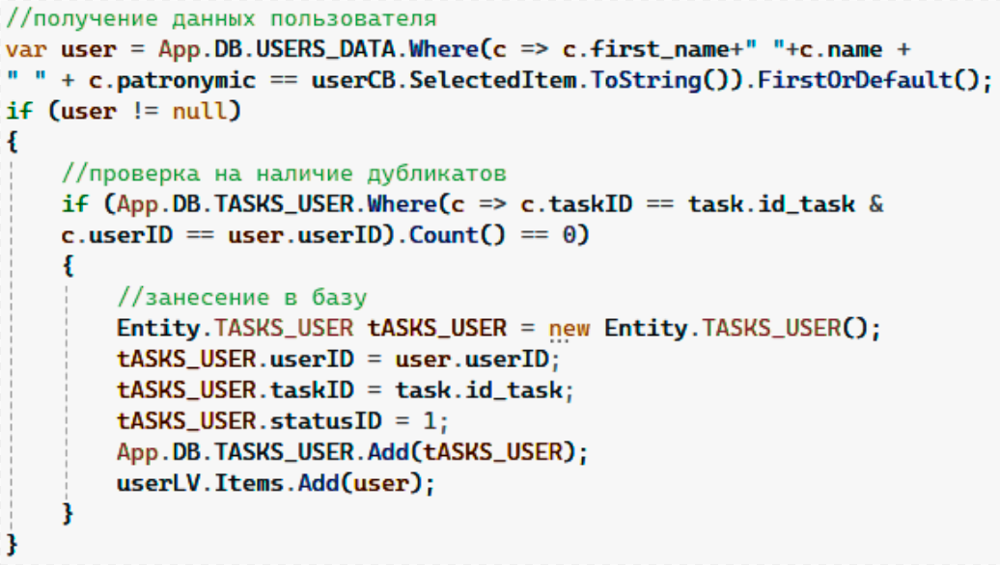 //получение данных пользователя
var user = App.DB.USERS_DATA.Where(c => c.first_name+" "+c.name +
" " + c.patronymic == userCB.SelectedItem.ToString()).FirstOrDefault();
if (user != null)
{
//проверка на наличие дубликатов
if (App.DB.TASKS_USER.Where(c => c.taskID == task.id_task &
c.userID == user.userID).Count() == 0)
{
//занесение в базу
Entity.TASKS_USER tASKS_USER = new Entity.TASKS_USER();
tASKS_USER.userID = user.userID;
tASKS_USER.taskID = task.id_task;
tASKS_USER.statusID = 1;
App.DB.TASKS_USER.Add(tASKS_USER);
userLV.Items.Add(user);
}
}